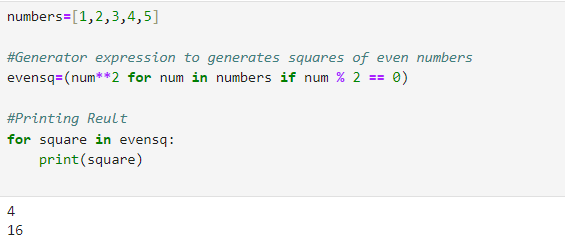 numbers=[1,2,3,4,5]
#Generator expression to generates squares of even numbers
evensq=(num**2 for num in numbers if num % 2 == 0)
#Printing Reult
for square in evensq:
    print(square)
4
16